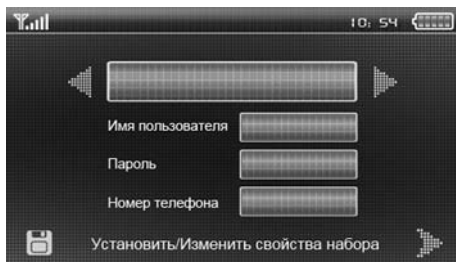 10:54
Имя пользователя
Пароль
Номер телефона
Установить/Изменить свойства набора